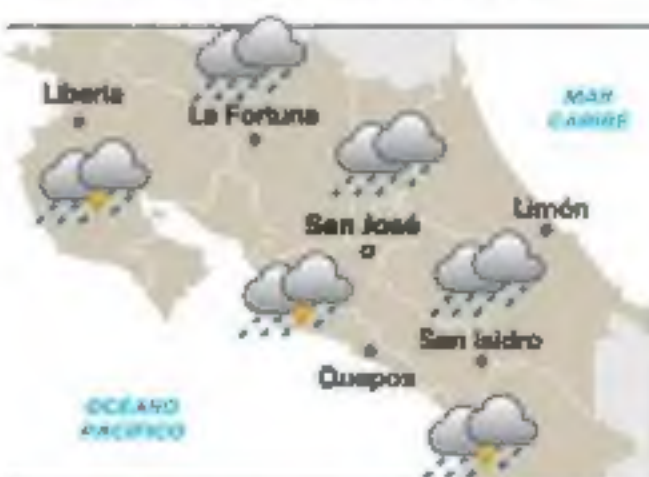 Liberia
La Fortuna
MAR
CARIBE
San José
Limón
San Isidro
Quepos
OCÉANO
PACÍFICO